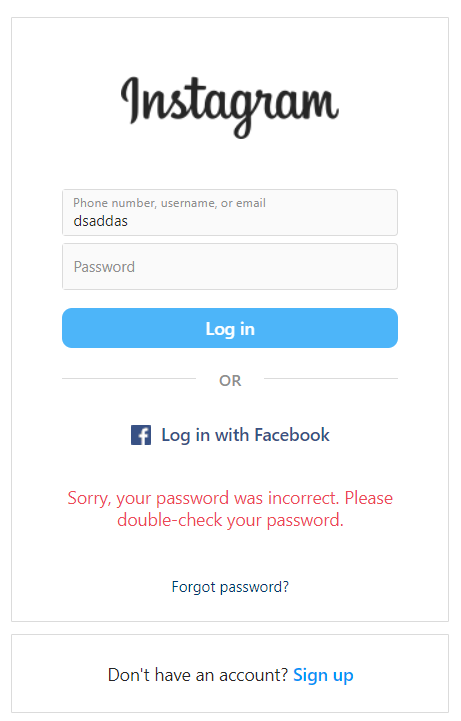 Instagram
Phone number, username, or email
dsaddas
Password
Log in
OR
Log in with Facebook
Sorry, your password was incorrect. Please
double-check your password.
Forgot password?
Don't have an account? Sign up